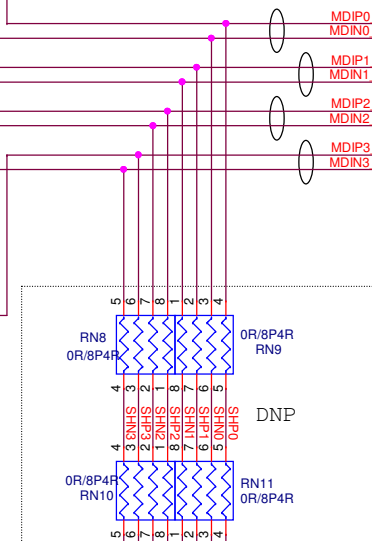 MDIP0
MDIN0
MDIP1
MDIN1
MDIP2
MDIN2
MDIP3
MDIN3
5 6 7 8 1 2 3 4
RN8
0R/8P4R
0R/8P4R
RN9
4 3 2 1 8 7 6 5
SHN3 SHP3 SHN2 SHP2 SHN1 SHP1 SHN0 SHP0
DNP
4 3 2 1 8 7 6 5
0R/8P4R
RN10
RN11
0R/8P4R
5 6 7 8 1 2 3 4